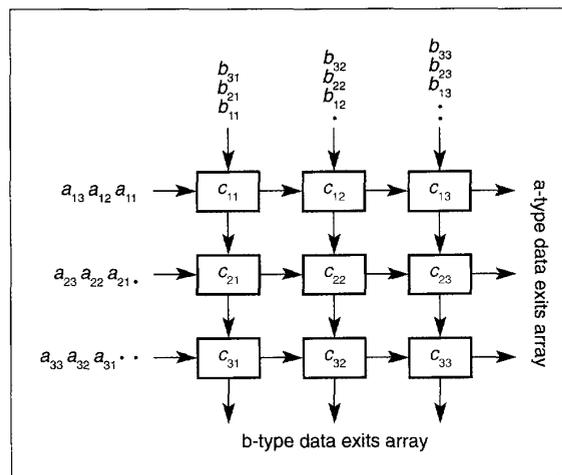 b31
b21
b11
b32
b22
b12
.
b33
b23
b13
.
.
a13 a12 a11
c11
c12
c13
a23 a22 a21 .
c21
c22
c23
a33 a32 a31 . .
c31
c32
c33
a-type data exits array
b-type data exits array